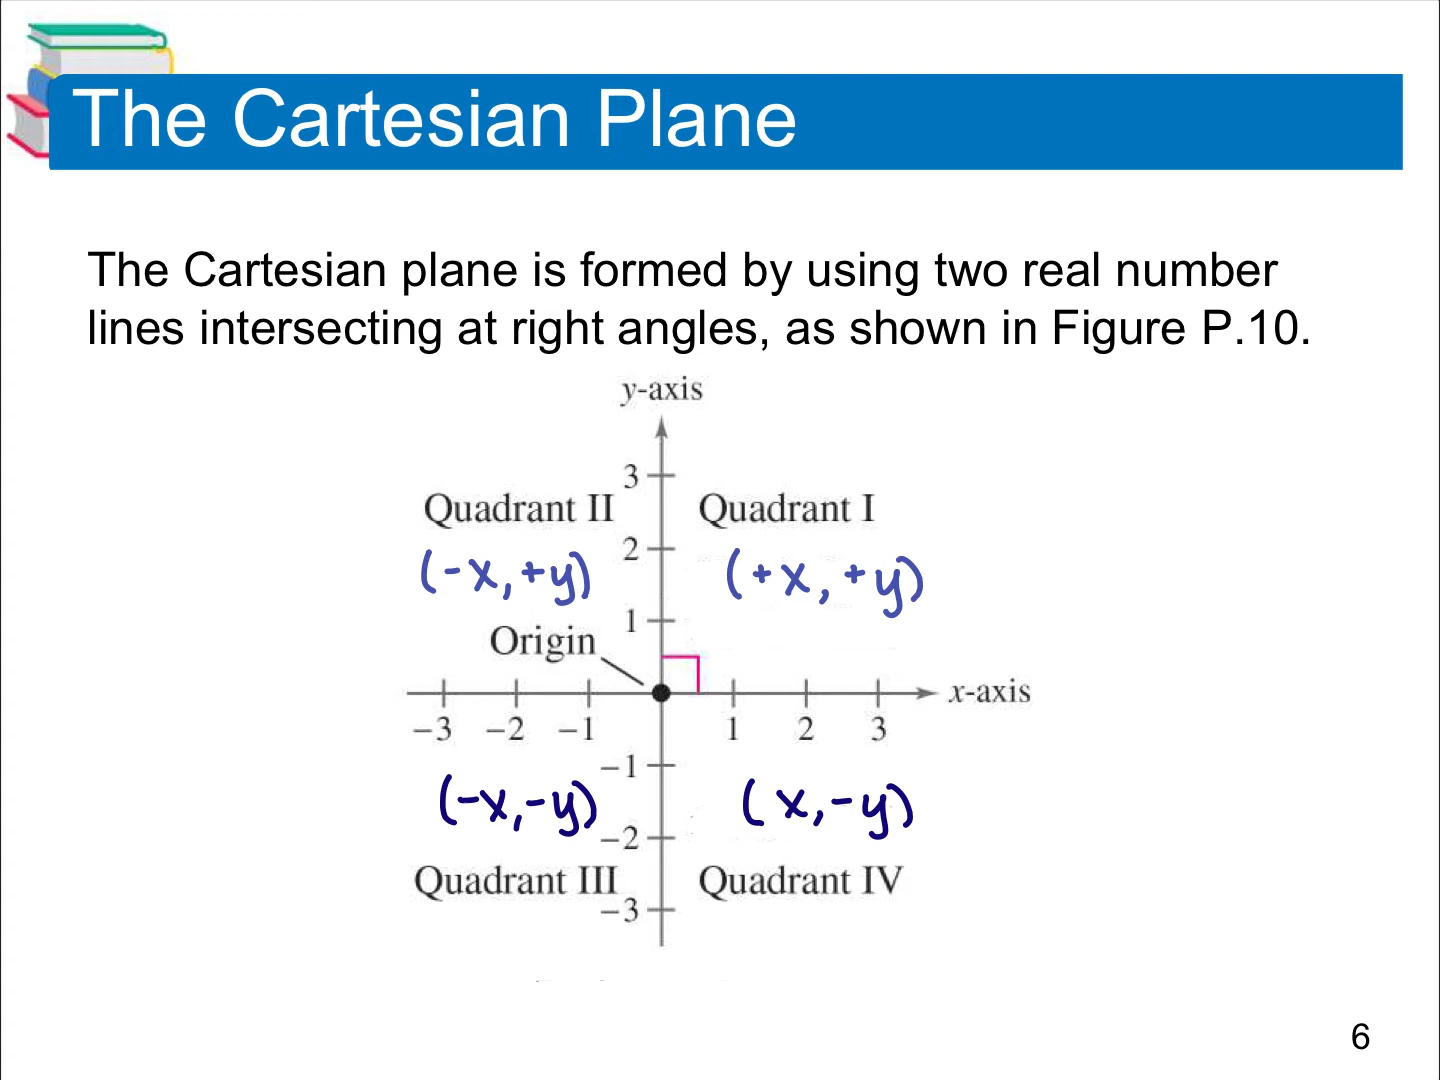 The Cartesian Plane
The Cartesian plane is formed by using two real number
lines intersecting at right angles, as shown in Figure P.10.
y-axis
3
Quadrant II
Quadrant I
(-x,+y)
2
(+x,+y)
1
Origin
x-axis
−3 −2 −1
1 2 3
−1
(-x,-y)
(x,-y)
−2
Quadrant III
Quadrant IV
−3
6